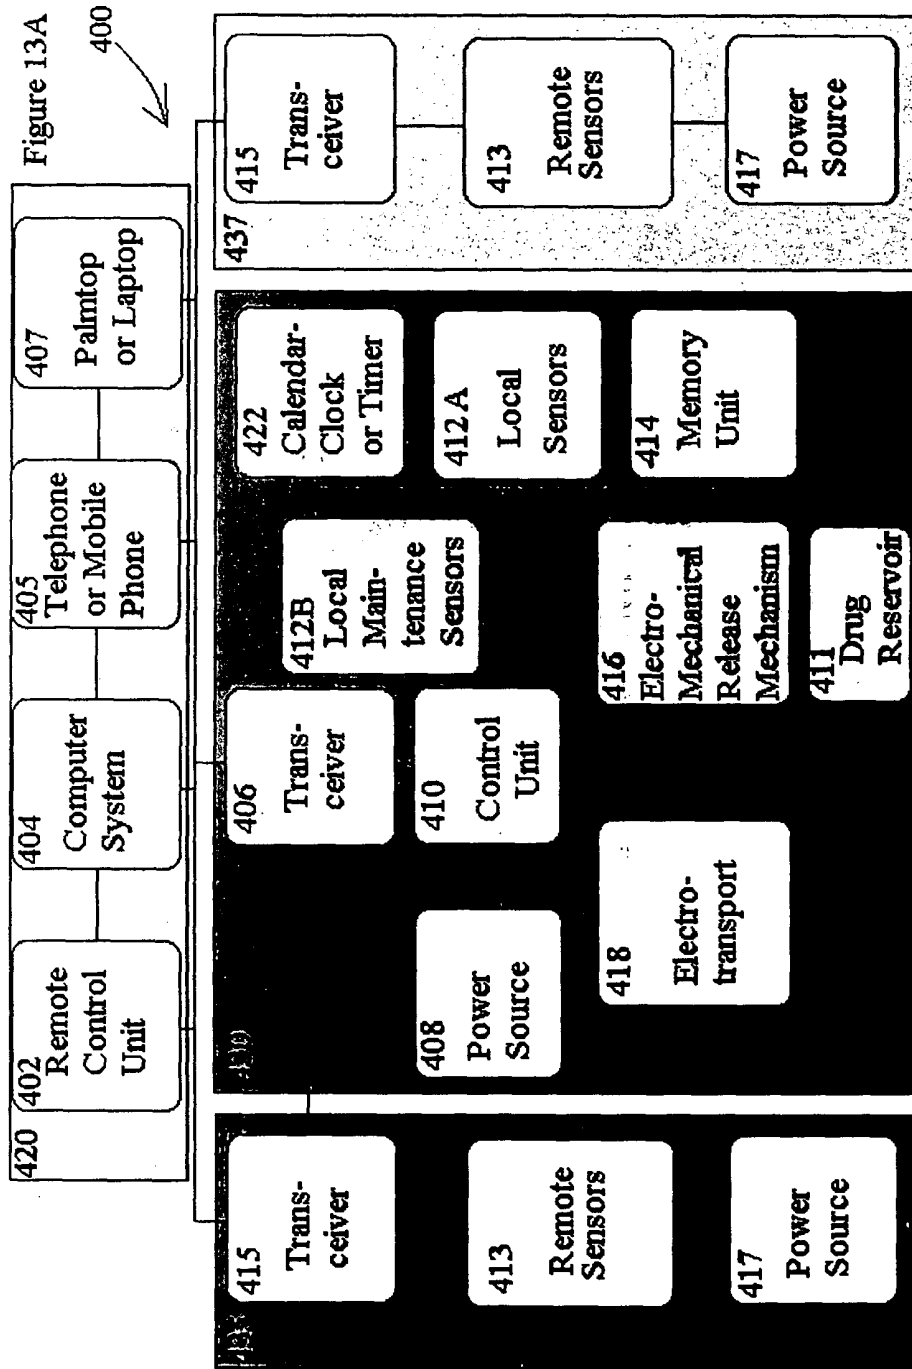 Figure 13A
400
420
402
Remote
Control
Unit
404
Computer
System
405
Telephone
or Mobile
Phone
407
Palmtop
or Laptop
415
Trans-
ceiver
413
Remote
Sensors
417
Power
Source
406
Trans-
ceiver
408
Power
Source
410
Control
Unit
412B
Local
Main-
tenance
Sensors
422
Calendar-
Clock
or Timer
412A
Local
Sensors
414
Memory
Unit
418
Electro-
transport
416
Electro-
Mechanical
Release
Mechanism
411
Drug
Reservoir
437
415
Trans-
ceiver
413
Remote
Sensors
417
Power
Source